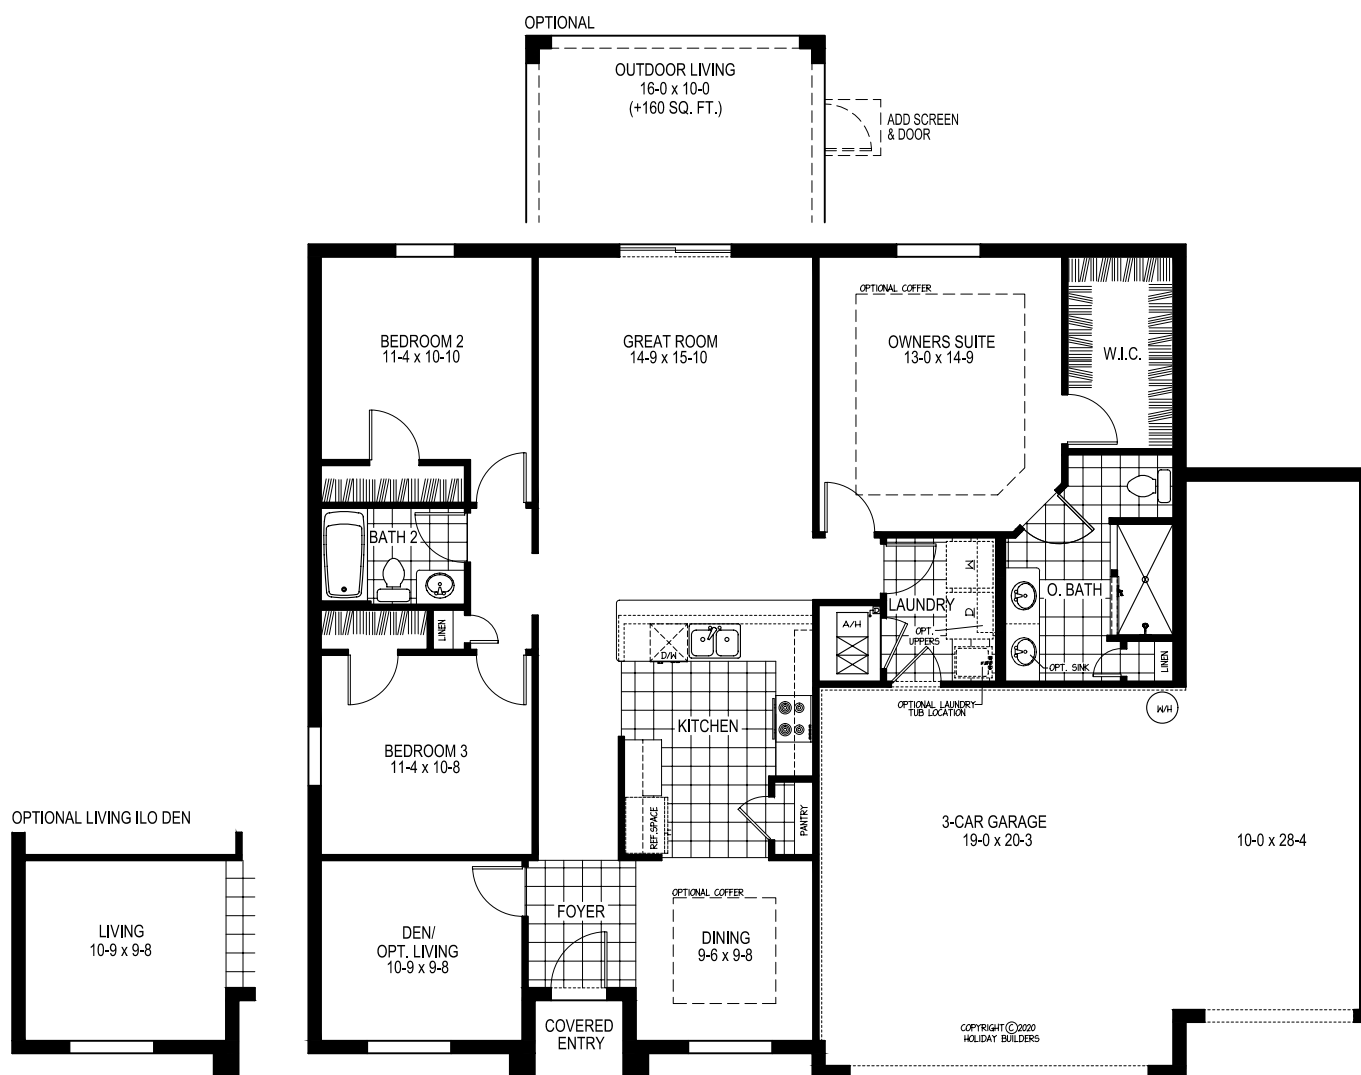 OPTIONAL
OUTDOOR LIVING
16-0 x 10-0
(+160 SQ. FT.)
ADD SCREEN
& DOOR
BEDROOM 2
11-4 x 10-10
GREAT ROOM
14-9 x 15-10
OPTIONAL COFFER
OWNERS SUITE
13-0 x 14-9
W.I.C.
BATH 2
LINEN
A/H
LAUNDRY
W
D
OPT.
UPPERS
O. BATH
OPT. SINK
LINEN
OPTIONAL LAUNDRY
TUB LOCATION
W/H
D/W
KITCHEN
REF.SPACE
PANTRY
BEDROOM 3
11-4 x 10-8
3-CAR GARAGE
19-0 x 20-3
10-0 x 28-4
OPTIONAL LIVING ILO DEN
LIVING
10-9 x 9-8
DEN/
OPT. LIVING
10-9 x 9-8
FOYER
OPTIONAL COFFER
DINING
9-6 x 9-8
COVERED
ENTRY
COPYRIGHT © 2020
HOLIDAY BUILDERS